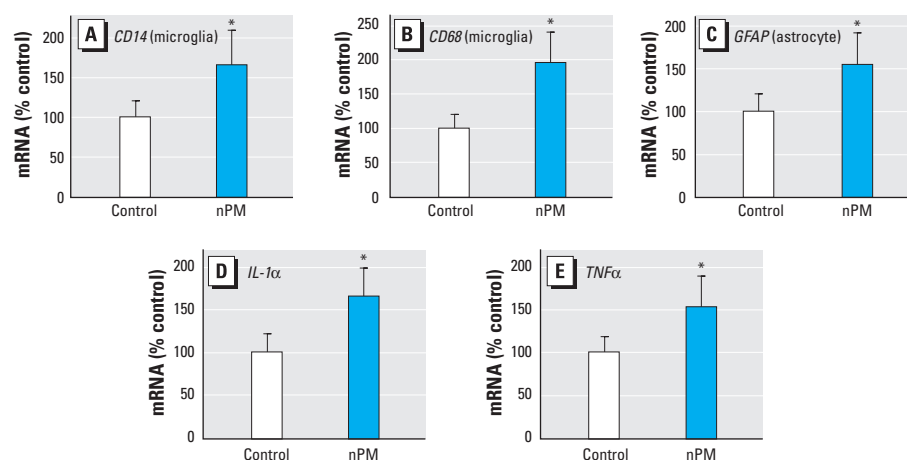 A CD14 (microglia)
mRNA (% control)
200
150
100
50
0
*
Control nPM
B CD68 (microglia)
mRNA (% control)
250
200
150
100
50
0
*
Control nPM
C GFAP (astrocyte)
mRNA (% control)
200
150
100
50
0
*
Control nPM
D IL-1α
mRNA (% control)
200
150
100
50
0
*
Control nPM
E TNFα
mRNA (% control)
200
150
100
50
0
*
Control nPM